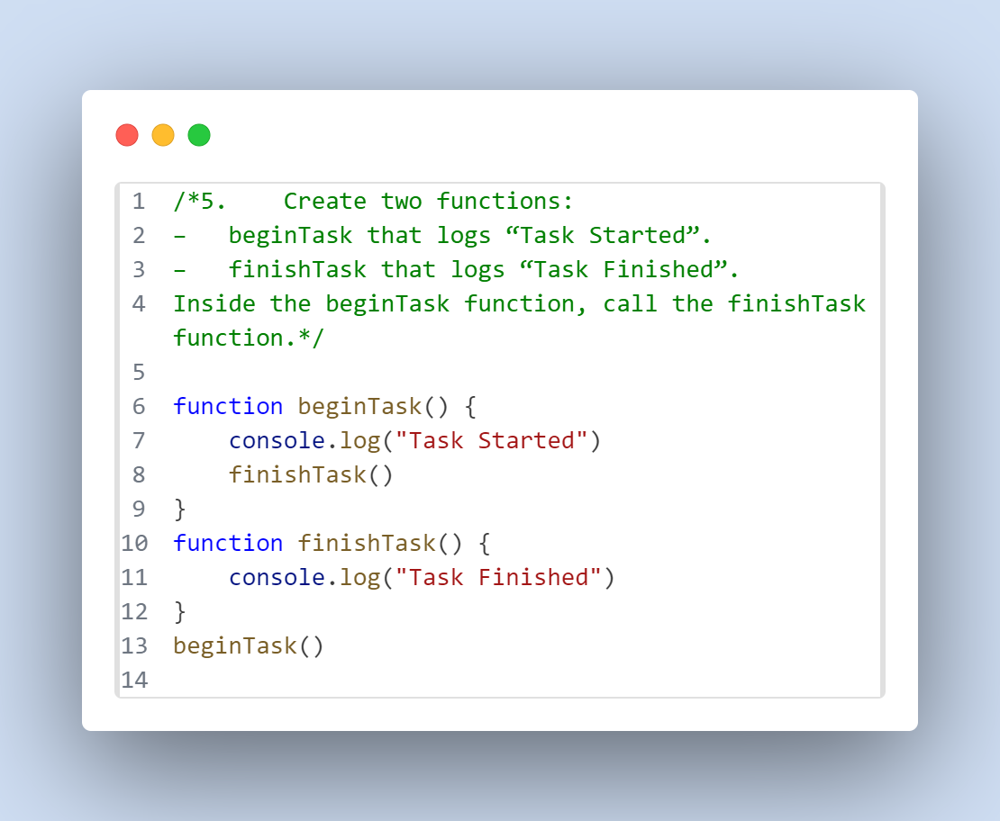 1 /*5.    Create two functions:
2 –   beginTask that logs “Task Started”.
3 –   finishTask that logs “Task Finished”.
4 Inside the beginTask function, call the finishTask
function.*/
5
6 function beginTask() {
7     console.log("Task Started")
8     finishTask()
9 }
10 function finishTask() {
11     console.log("Task Finished")
12 }
13 beginTask()
14